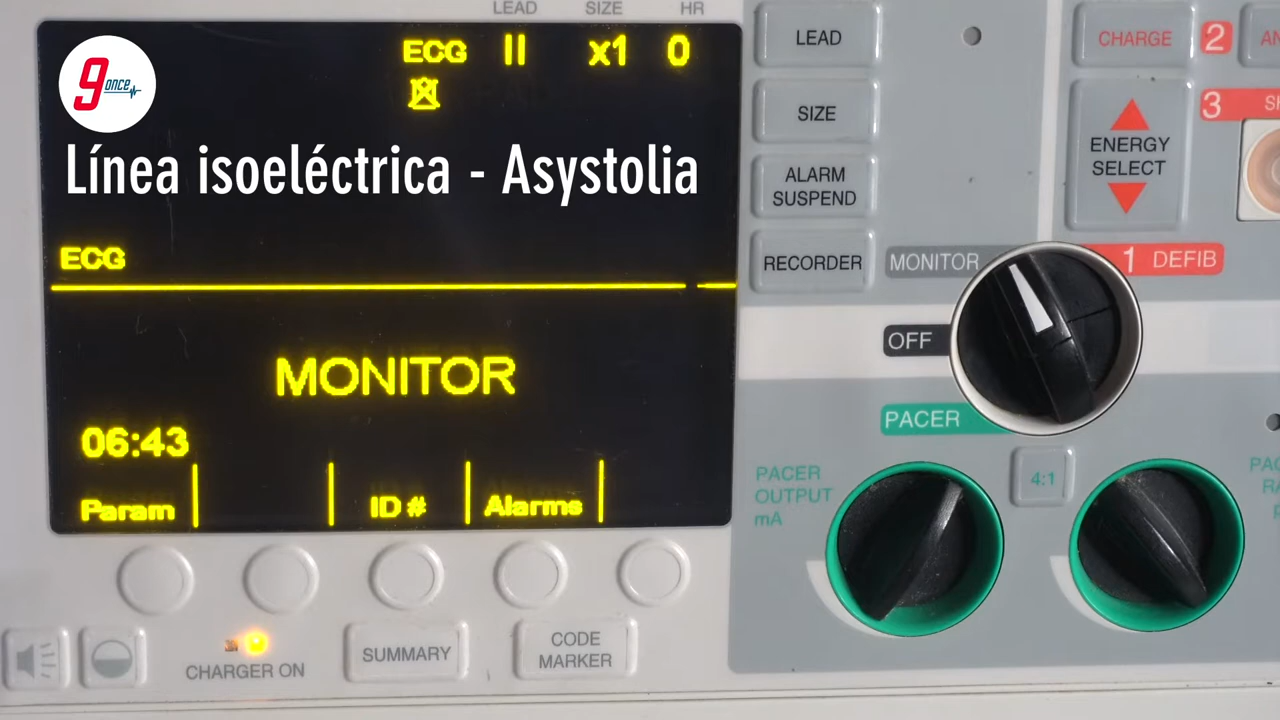 LEAD SIZE HR
ECG II x1 0
9once
Línea isoeléctrica - Asystolia
ECG
MONITOR
06:43
Param
ID #
Alarms
CHARGER ON
SUMMARY
CODE
MARKER
LEAD
SIZE
ALARM
SUSPEND
RECORDER
CHARGE 2
ENERGY
SELECT
3
MONITOR
1 DEFIB
OFF
PACER
PACER
OUTPUT
mA
4:1